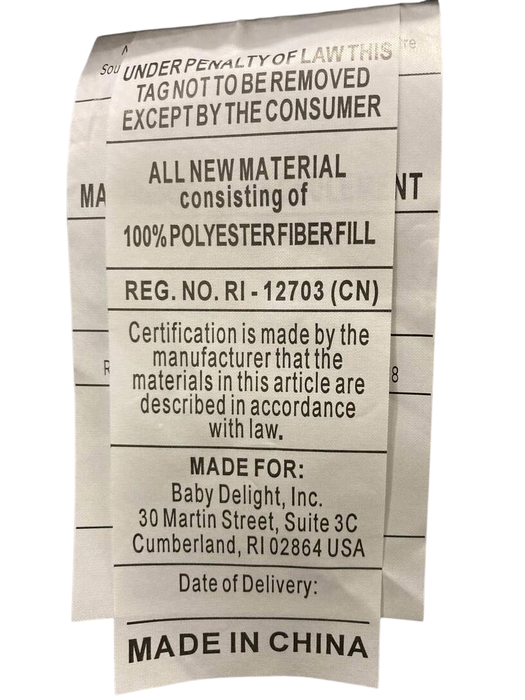 UNDER PENALTY OF LAW THIS
TAG NOT TO BE REMOVED
EXCEPT BY THE CONSUMER
ALL NEW MATERIAL
consisting of
100% POLYESTER FIBERFILL
REG. NO. RI - 12703 (CN)
Certification is made by the
manufacturer that the
materials in this article are
described in accordance
with law.
MADE FOR:
Baby Delight, Inc.
30 Martin Street, Suite 3C
Cumberland, RI 02864 USA
Date of Delivery:
MADE IN CHINA